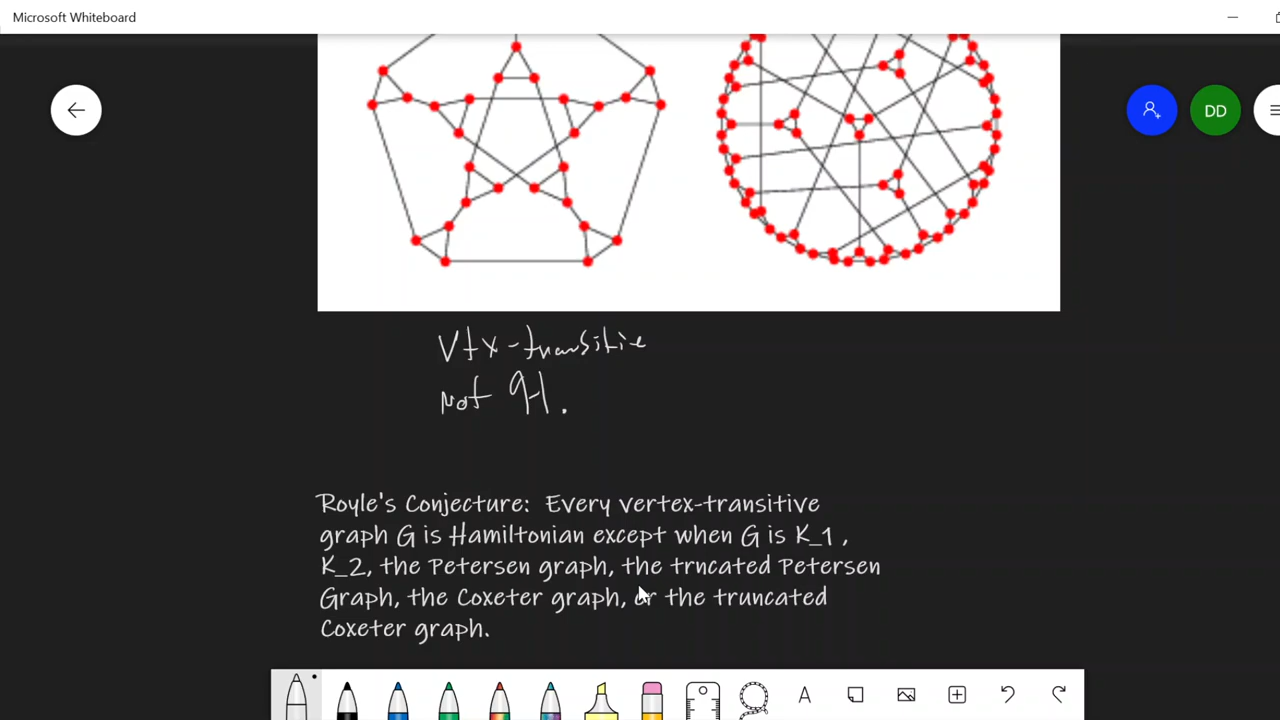 Microsoft Whiteboard
DD
Vtx-transitive
not H.
Royle's Conjecture: Every vertex-transitive
graph G is Hamiltonian except when G is K_1 ,
K_2, the Petersen graph, the trncated Petersen
Graph, the Coxeter graph, or the truncated
Coxeter graph.
A